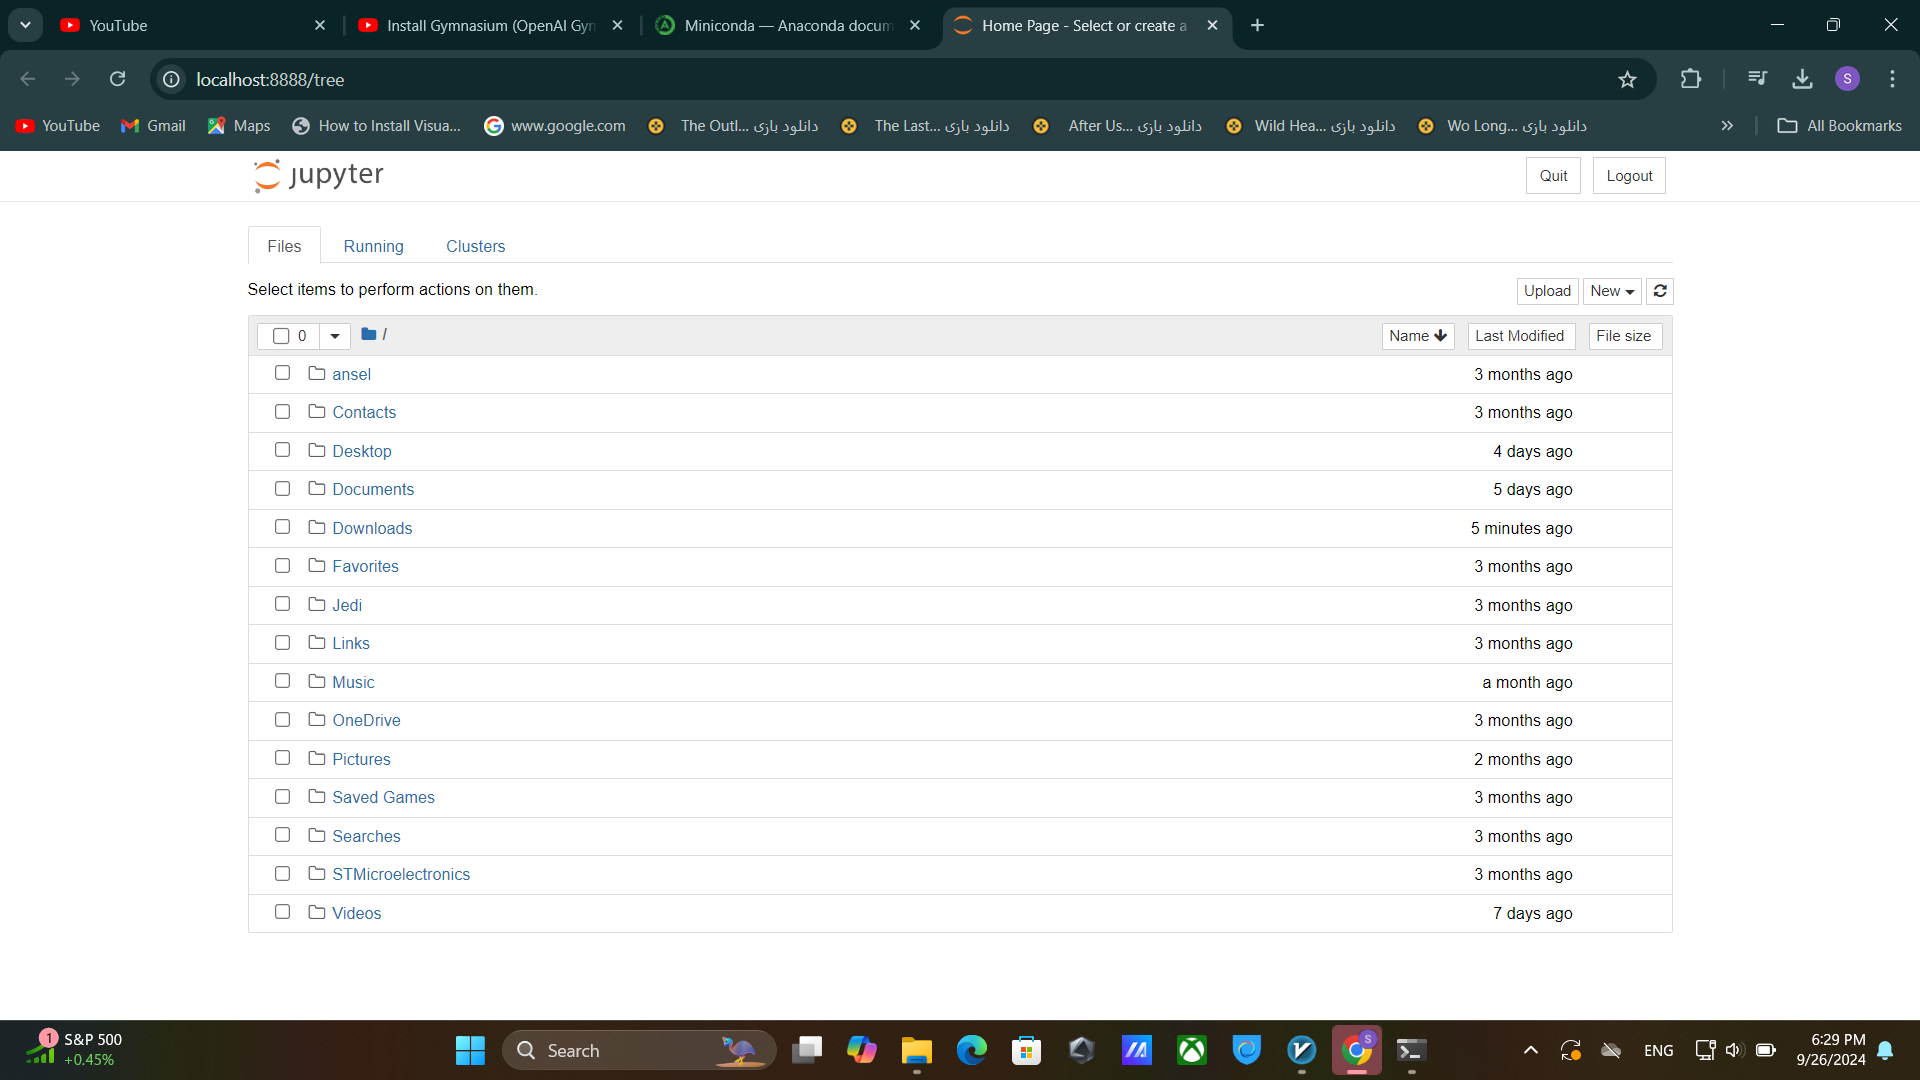 YouTube
Install Gymnasium (OpenAI Gyn
Miniconda — Anaconda docum
Home Page - Select or create a
localhost:8888/tree
S
YouTube
Gmail
Maps
How to Install Visua...
www.google.com
دانلود بازی The Outl...
دانلود بازی The Last...
دانلود بازی After Us...
دانلود بازی Wild Hea...
دانلود بازی Wo Long...
All Bookmarks
jupyter
Quit
Logout
Files
Running
Clusters
Select items to perform actions on them.
Upload
New
0
/
Name
Last Modified
File size
ansel 3 months ago
Contacts 3 months ago
Desktop 4 days ago
Documents 5 days ago
Downloads 5 minutes ago
Favorites 3 months ago
Jedi 3 months ago
Links 3 months ago
Music a month ago
OneDrive 3 months ago
Pictures 2 months ago
Saved Games 3 months ago
Searches 3 months ago
STMicroelectronics 3 months ago
Videos 7 days ago
1
S&P 500
+0.45%
Search
S
ENG
6:29 PM
9/26/2024